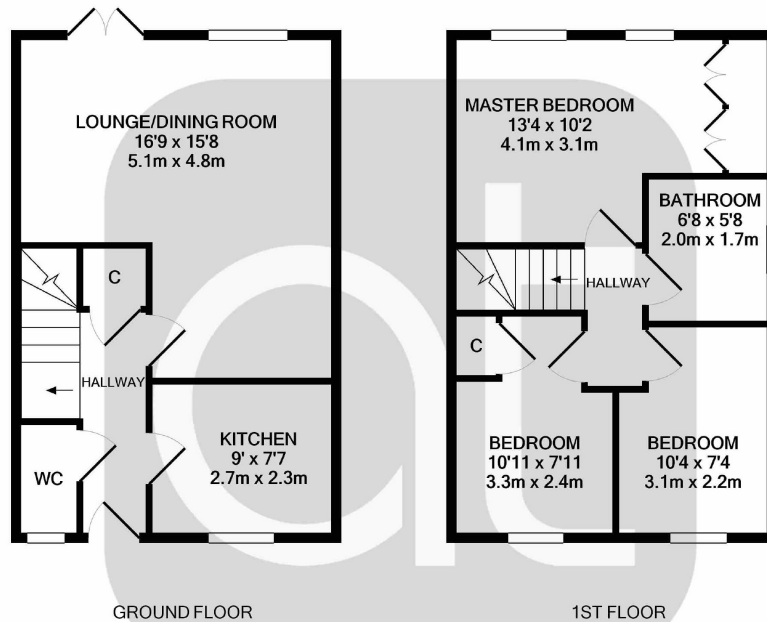 LOUNGE/DINING ROOM
16'9 x 15'8
5.1m x 4.8m
C
HALLWAY
WC
KITCHEN
9' x 7'7
2.7m x 2.3m
GROUND FLOOR
MASTER BEDROOM
13'4 x 10'2
4.1m x 3.1m
BATHROOM
6'8 x 5'8
2.0m x 1.7m
HALLWAY
C
BEDROOM
10'11 x 7'11
3.3m x 2.4m
BEDROOM
10'4 x 7'4
3.1m x 2.2m
1ST FLOOR
at